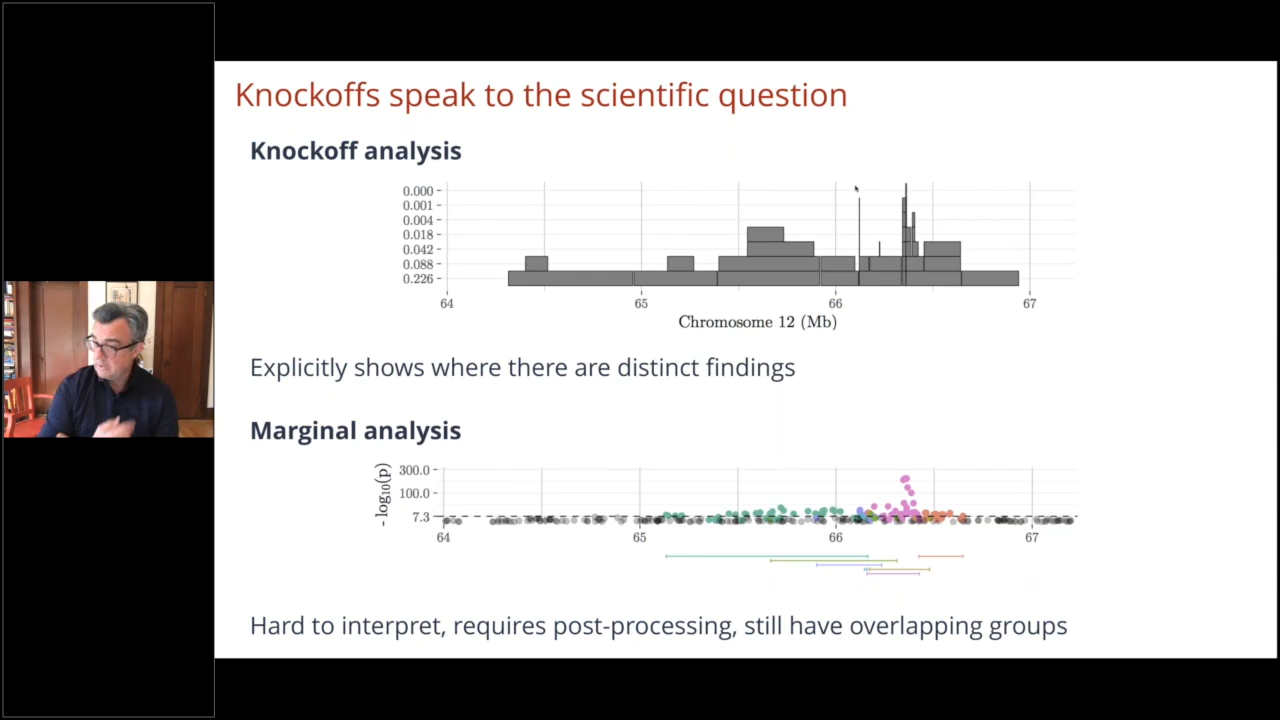 Knockoffs speak to the scientific question
Knockoff analysis
0.000
0.001
0.004
0.018
0.042
0.088
0.226
64 65 66 67
Chromosome 12 (Mb)
Explicitly shows where there are distinct findings
Marginal analysis
- log10(p)
300.0
100.0
7.3
64 65 66 67
Hard to interpret, requires post-processing, still have overlapping groups